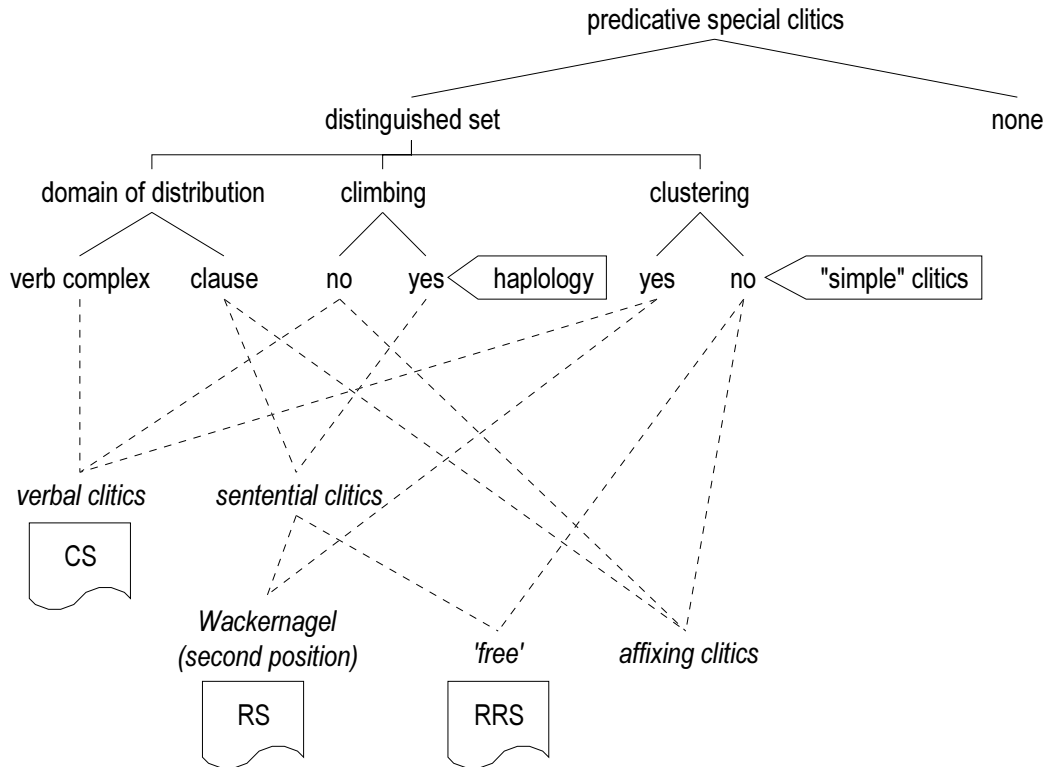 predicative special clitics
distinguished set none
domain of distribution climbing clustering
verb complex clause no yes haplology yes no "simple" clitics
verbal clitics sentential clitics
CS
Wackernagel
(second position) 'free' affixing clitics
RS RRS